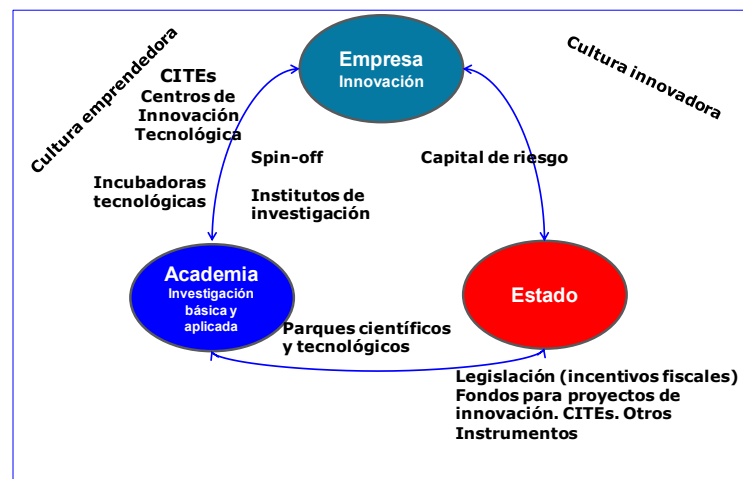 Empresa
Innovación
Cultura emprendedora
Cultura innovadora
CITEs
Centros de
Innovación
Tecnológica
Spin-off
Capital de riesgo
Incubadoras
tecnológicas
Institutos de
investigación
Academia
Investigación
básica y
aplicada
Estado
Parques científicos
y tecnológicos
Legislación (incentivos fiscales)
Fondos para proyectos de
innovación. CITEs. Otros
Instrumentos